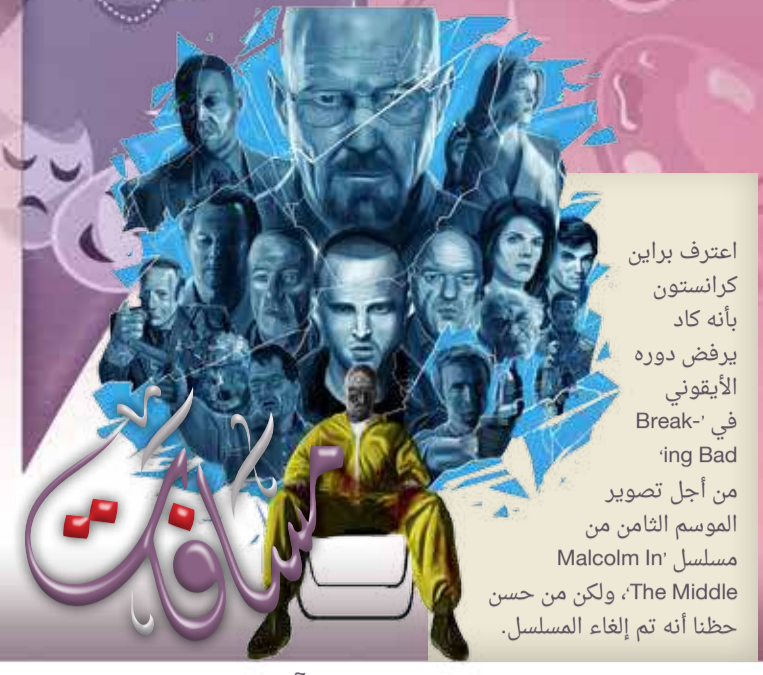 اعترف براين
كرانستون
بأنه كاد
يرفض دوره
الأيقوني
في ’Break-
ing Bad‘
من أجل تصوير
الموسم الثامن من
مسلسل ’Malcolm In
The Middle‘، ولكن من حسن
حظنا أنه تم إلغاء المسلسل.
مسافة